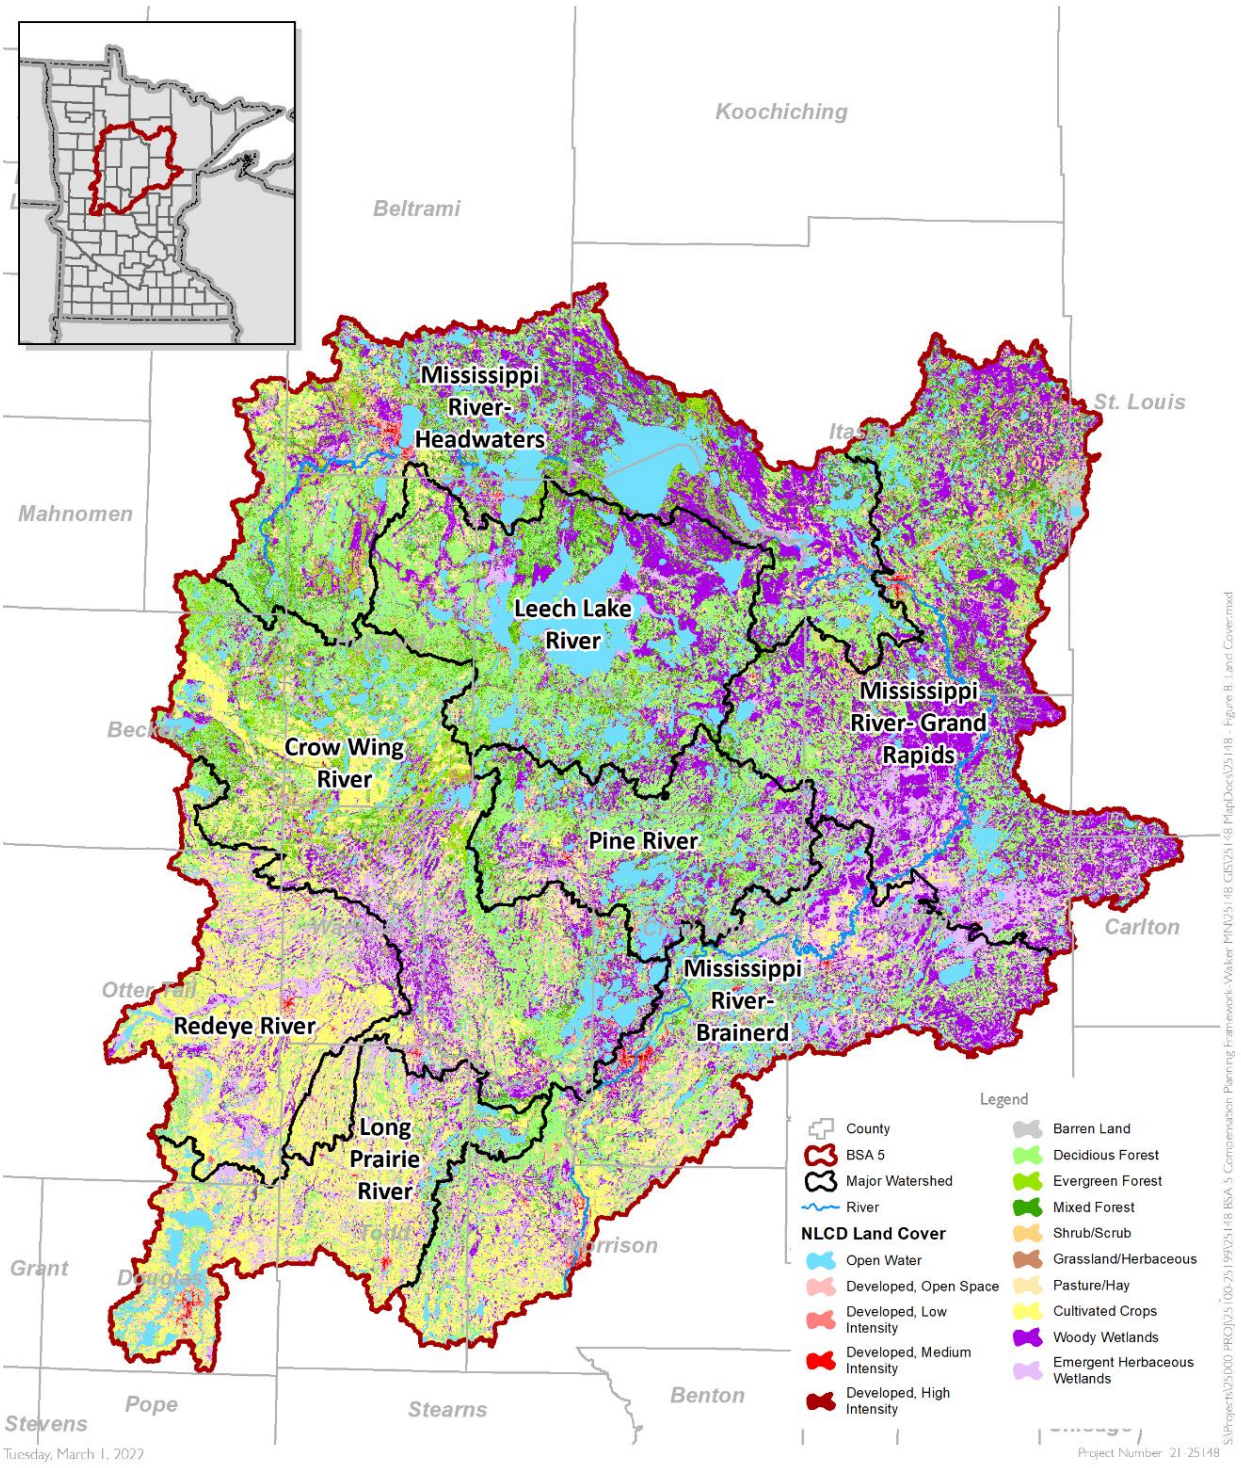 Koochiching
Beltrami
Mississippi
River-
Headwaters
St. Louis
Mahnomen
Leech Lake
River
Mississippi
River- Grand
Rapids
Crow Wing
River
Pine River
Carlton
Mississippi
River-
Brainerd
Otter Tail
Redeye River
Long
Prairie
River
Todd
Grant
Douglas
Pope
Stearns
Benton
Stevens
Legend
County
BSA 5
Major Watershed
River
NLCD Land Cover
Open Water
Developed, Open Space
Developed, Low
Intensity
Developed, Medium
Intensity
Developed, High
Intensity
Barren Land
Decidious Forest
Evergreen Forest
Mixed Forest
Shrub/Scrub
Grassland/Herbaceous
Pasture/Hay
Cultivated Crops
Woody Wetlands
Emergent Herbaceous
Wetlands
Tuesday, March 1, 2022
Project Number: 21-25148